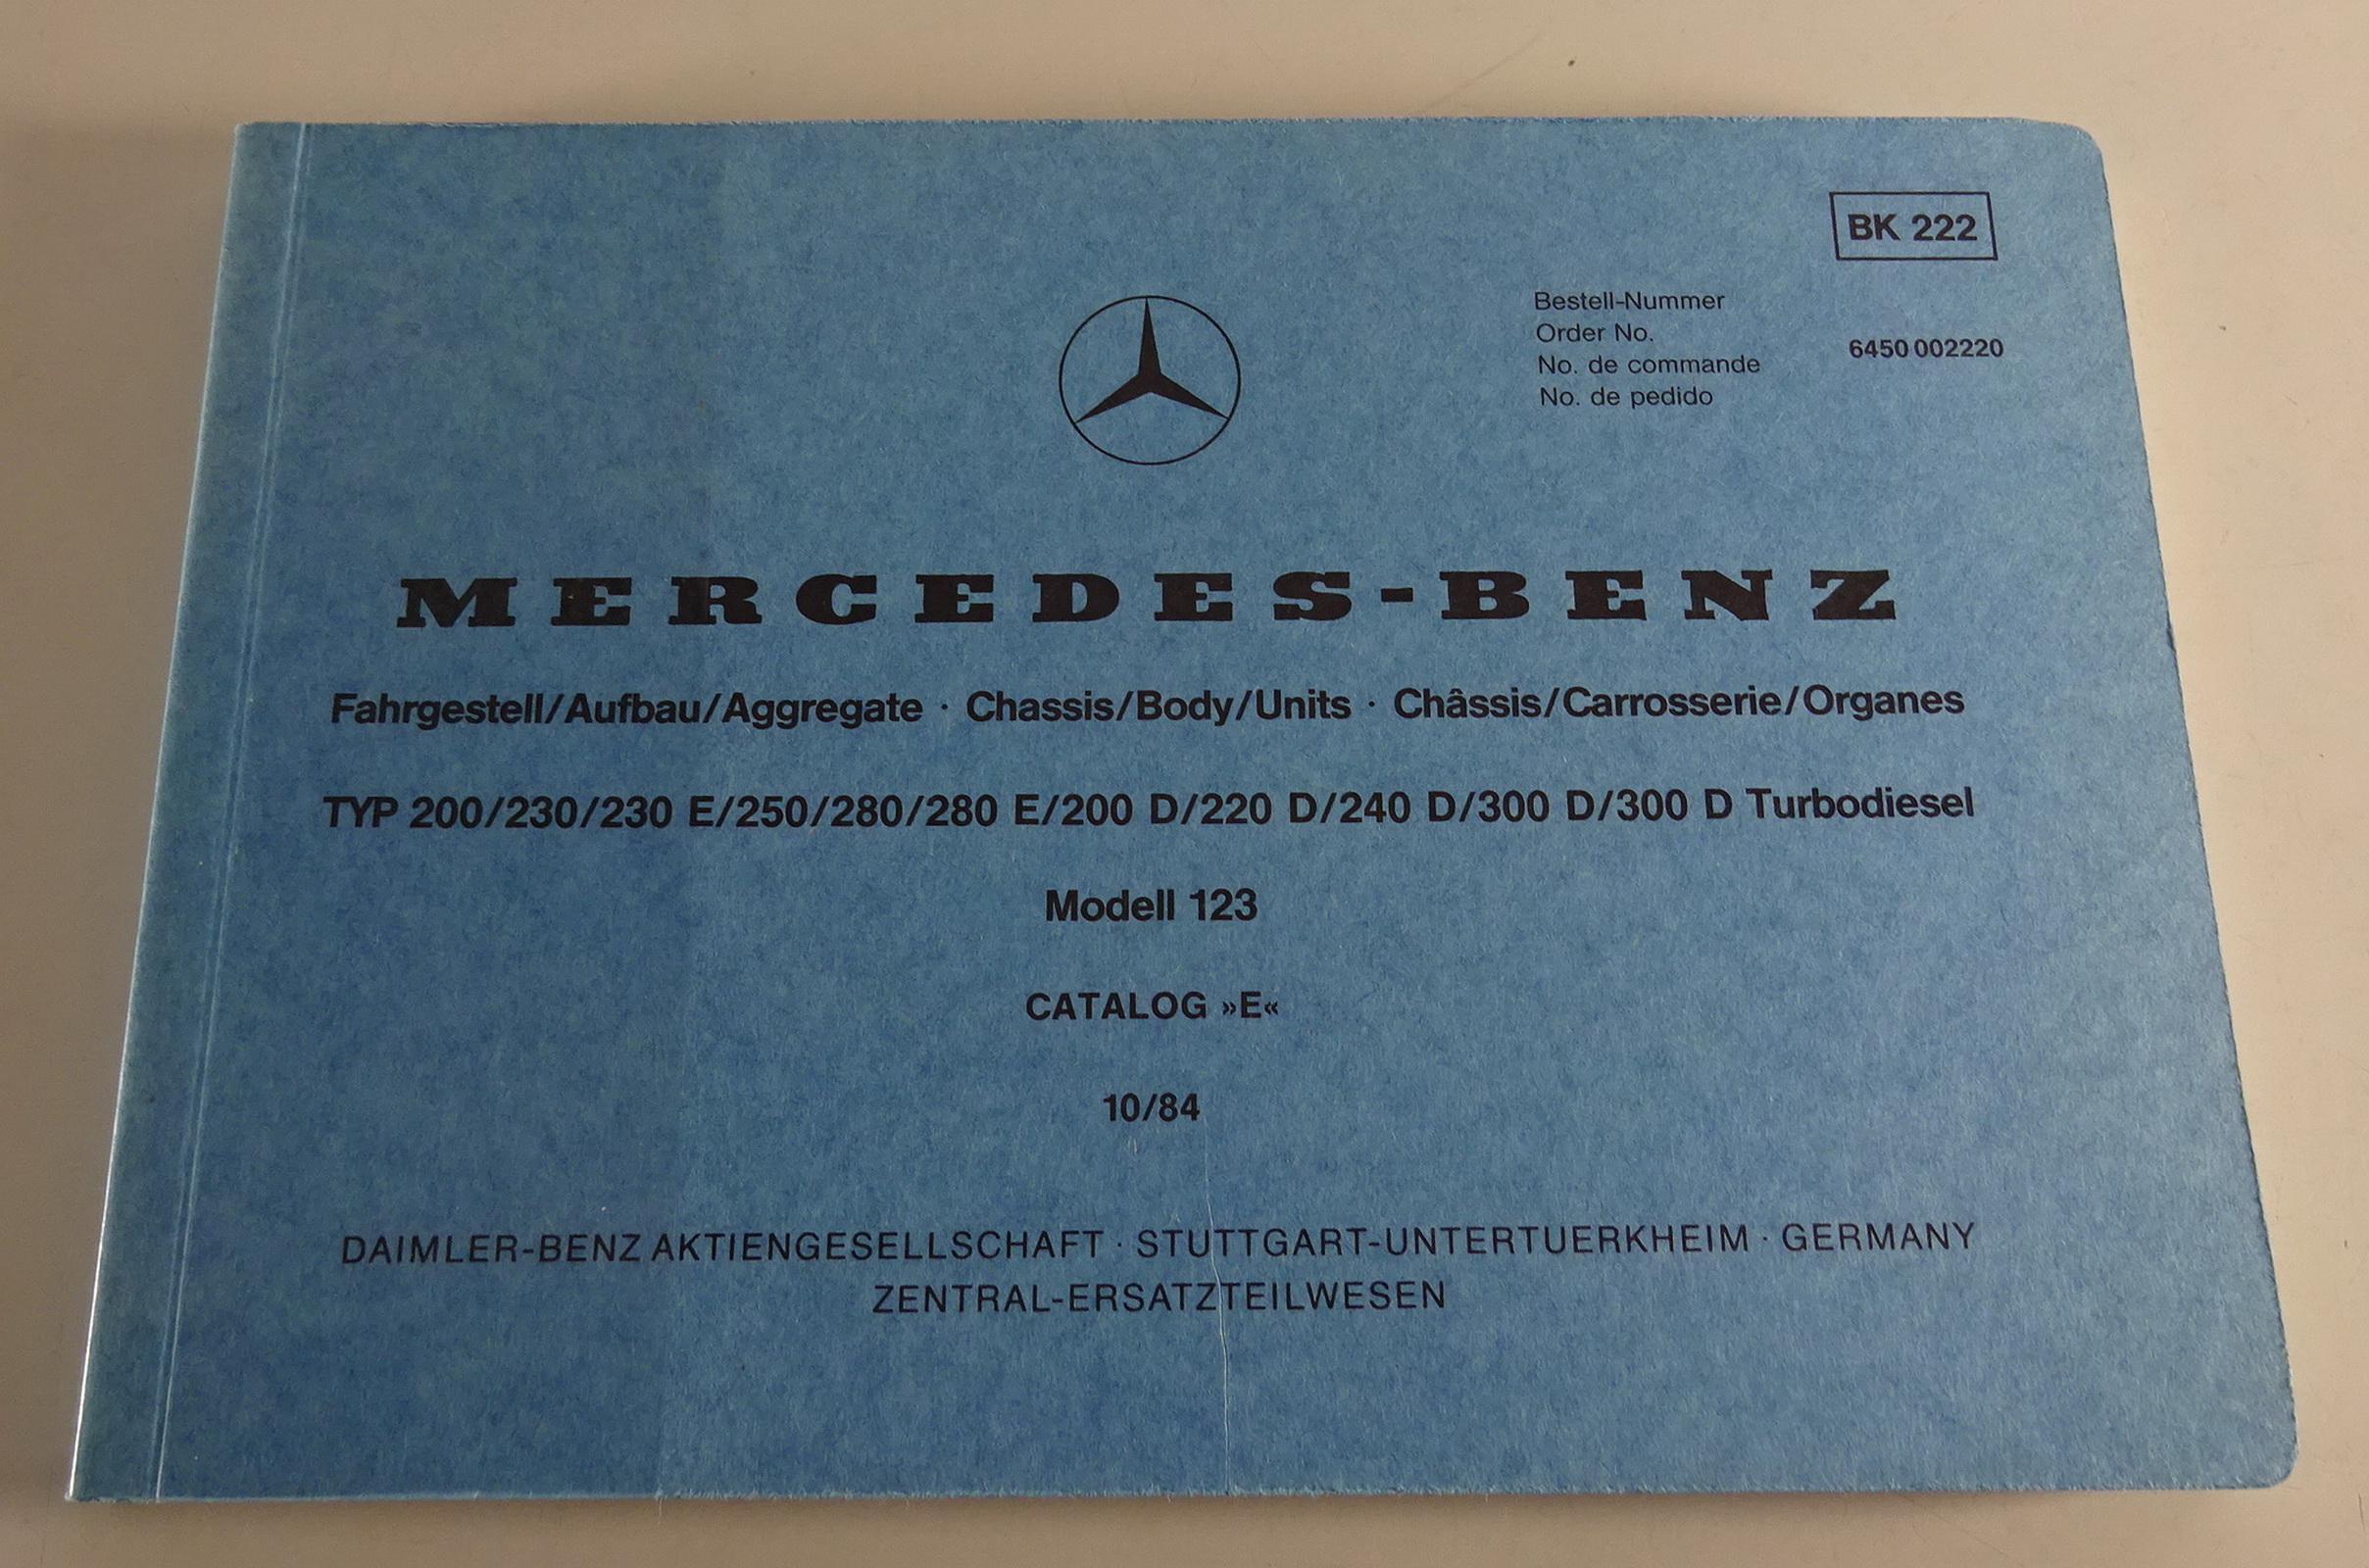 BK 222
Bestell-Nummer
Order No.
No. de commande
No. de pedido
6450 002220
MERCEDES-BENZ
Fahrgestell/Aufbau/Aggregate · Chassis/Body/Units · Châssis/Carrosserie/Organes
TYP 200/230/230 E/250/280/280 E/200 D/220 D/240 D/300 D/300 D Turbodiesel
Modell 123
CATALOG »E«
10/84
DAIMLER-BENZ AKTIENGESELLSCHAFT · STUTTGART-UNTERTUERKHEIM · GERMANY
ZENTRAL-ERSATZTEILWESEN